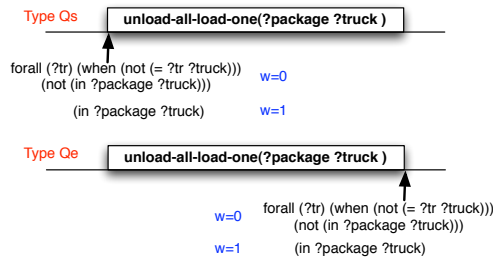 Type Qs
unload-all-load-one(?package ?truck )
forall (?tr) (when (not (= ?tr ?truck)))
(not (in ?package ?truck)))
w=0
(in ?package ?truck)
w=1
Type Qe
unload-all-load-one(?package ?truck )
w=0
forall (?tr) (when (not (= ?tr ?truck)))
(not (in ?package ?truck)))
w=1
(in ?package ?truck)